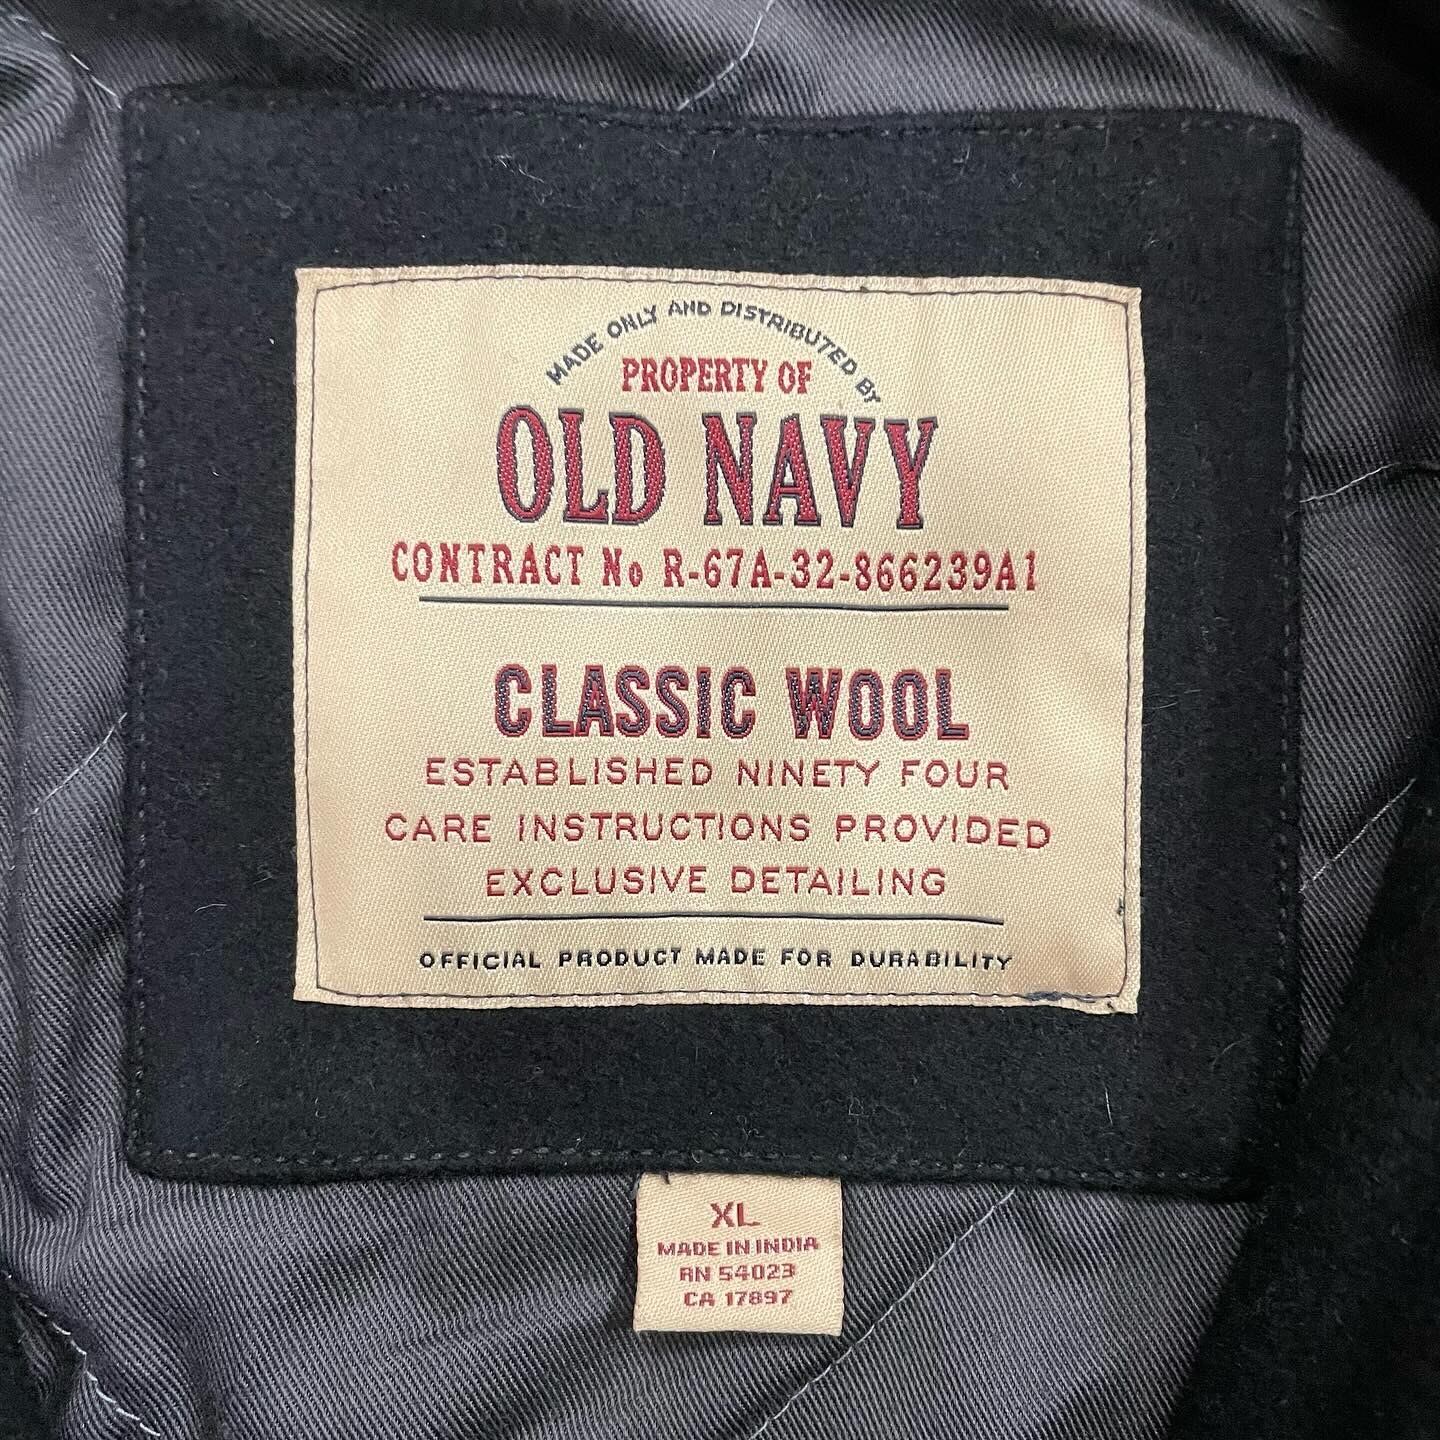 MADE ONLY AND DISTRIBUTED BY
PROPERTY OF
OLD NAVY
CONTRACT No R-67A-32-866239A1
CLASSIC WOOL
ESTABLISHED NINETY FOUR
CARE INSTRUCTIONS PROVIDED
EXCLUSIVE DETAILING
OFFICIAL PRODUCT MADE FOR DURABILITY
XL
MADE IN INDIA
RN 54023
CA 17897